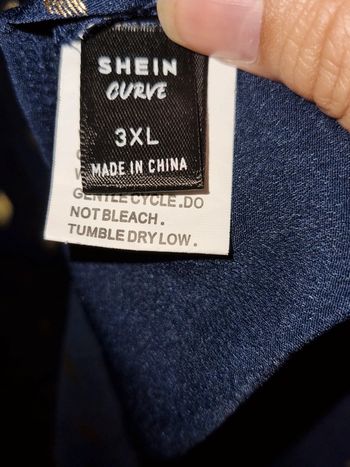 SHEIN
CURVE
3XL
MADE IN CHINA
GENTLE CYCLE.DO
NOT BLEACH.
TUMBLE DRY LOW.